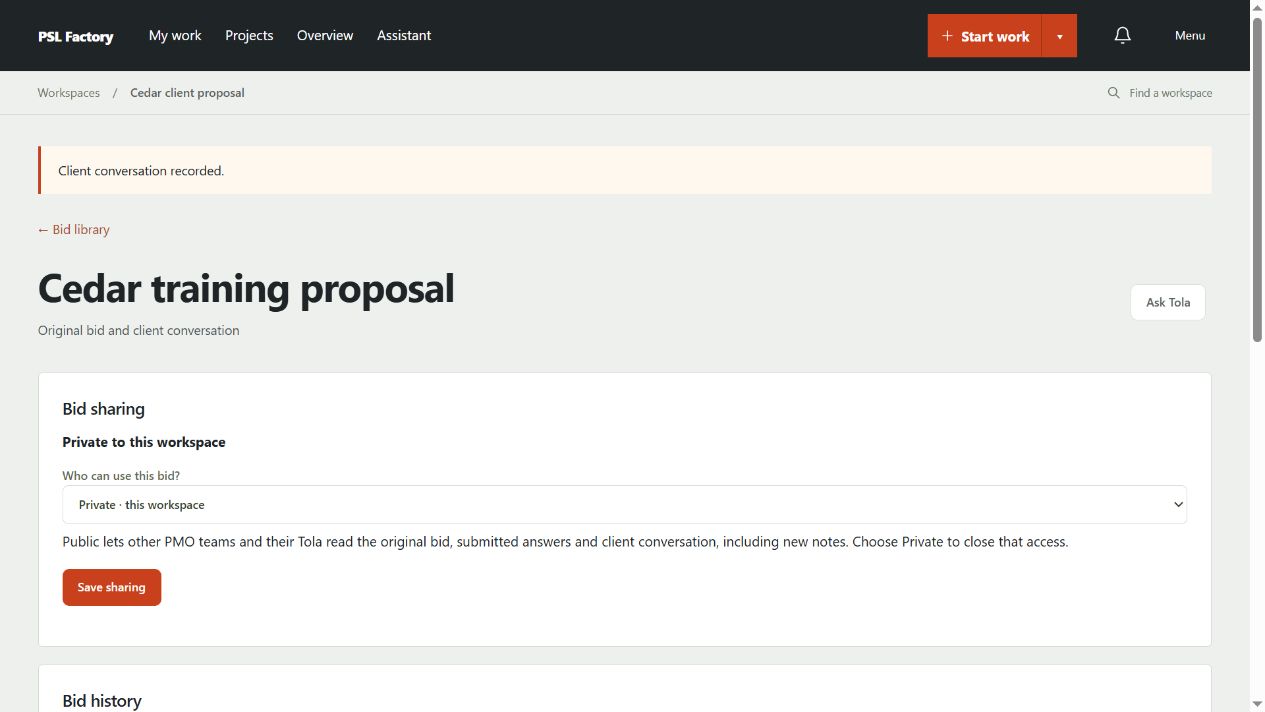 PSL Factory
My work
Projects
Overview
Assistant
+ Start work
Menu
Workspaces / Cedar client proposal
Find a workspace
Client conversation recorded.
← Bid library
Cedar training proposal
Ask Tola
Original bid and client conversation
Bid sharing
Private to this workspace
Who can use this bid?
Private · this workspace
Public lets other PMO teams and their Tola read the original bid, submitted answers and client conversation, including new notes. Choose Private to close that access.
Save sharing
Bid history